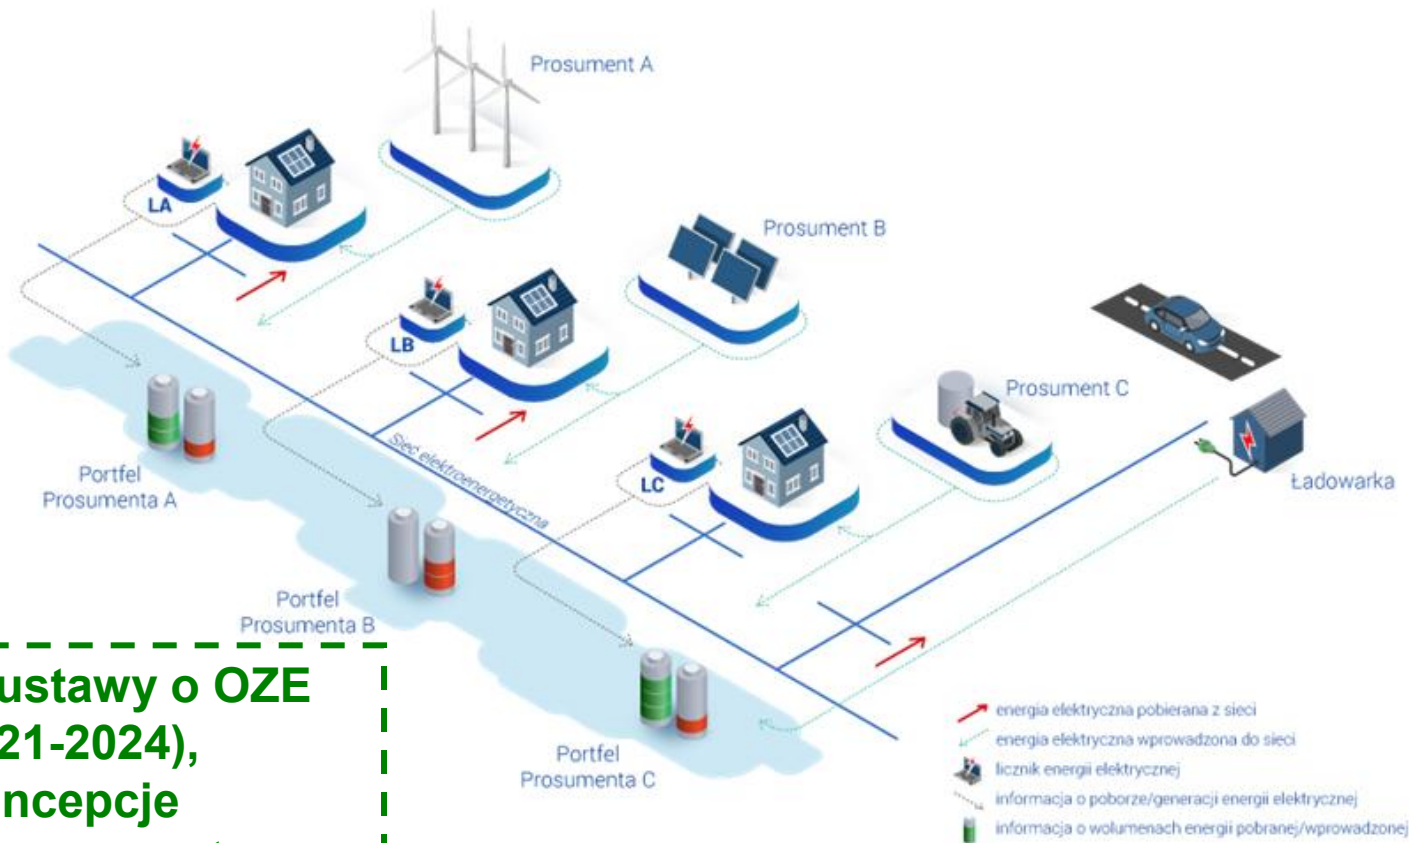 Prosument A
LA
Prosument B
LB
Prosument C
LC
Ładowarka
Sieć elektroenergetyczna
Portfel
Prosumenta A
Portfel
Prosumenta B
Portfel
Prosumenta C
ustawy o OZE
21-2024),
ncepcje
energia elektryczna pobierana z sieci
energia elektryczna wprowadzona do sieci
licznik energii elektrycznej
informacja o poborze/generacji energii elektrycznej
informacja o wolumenach energii pobranej/wprowadzonej